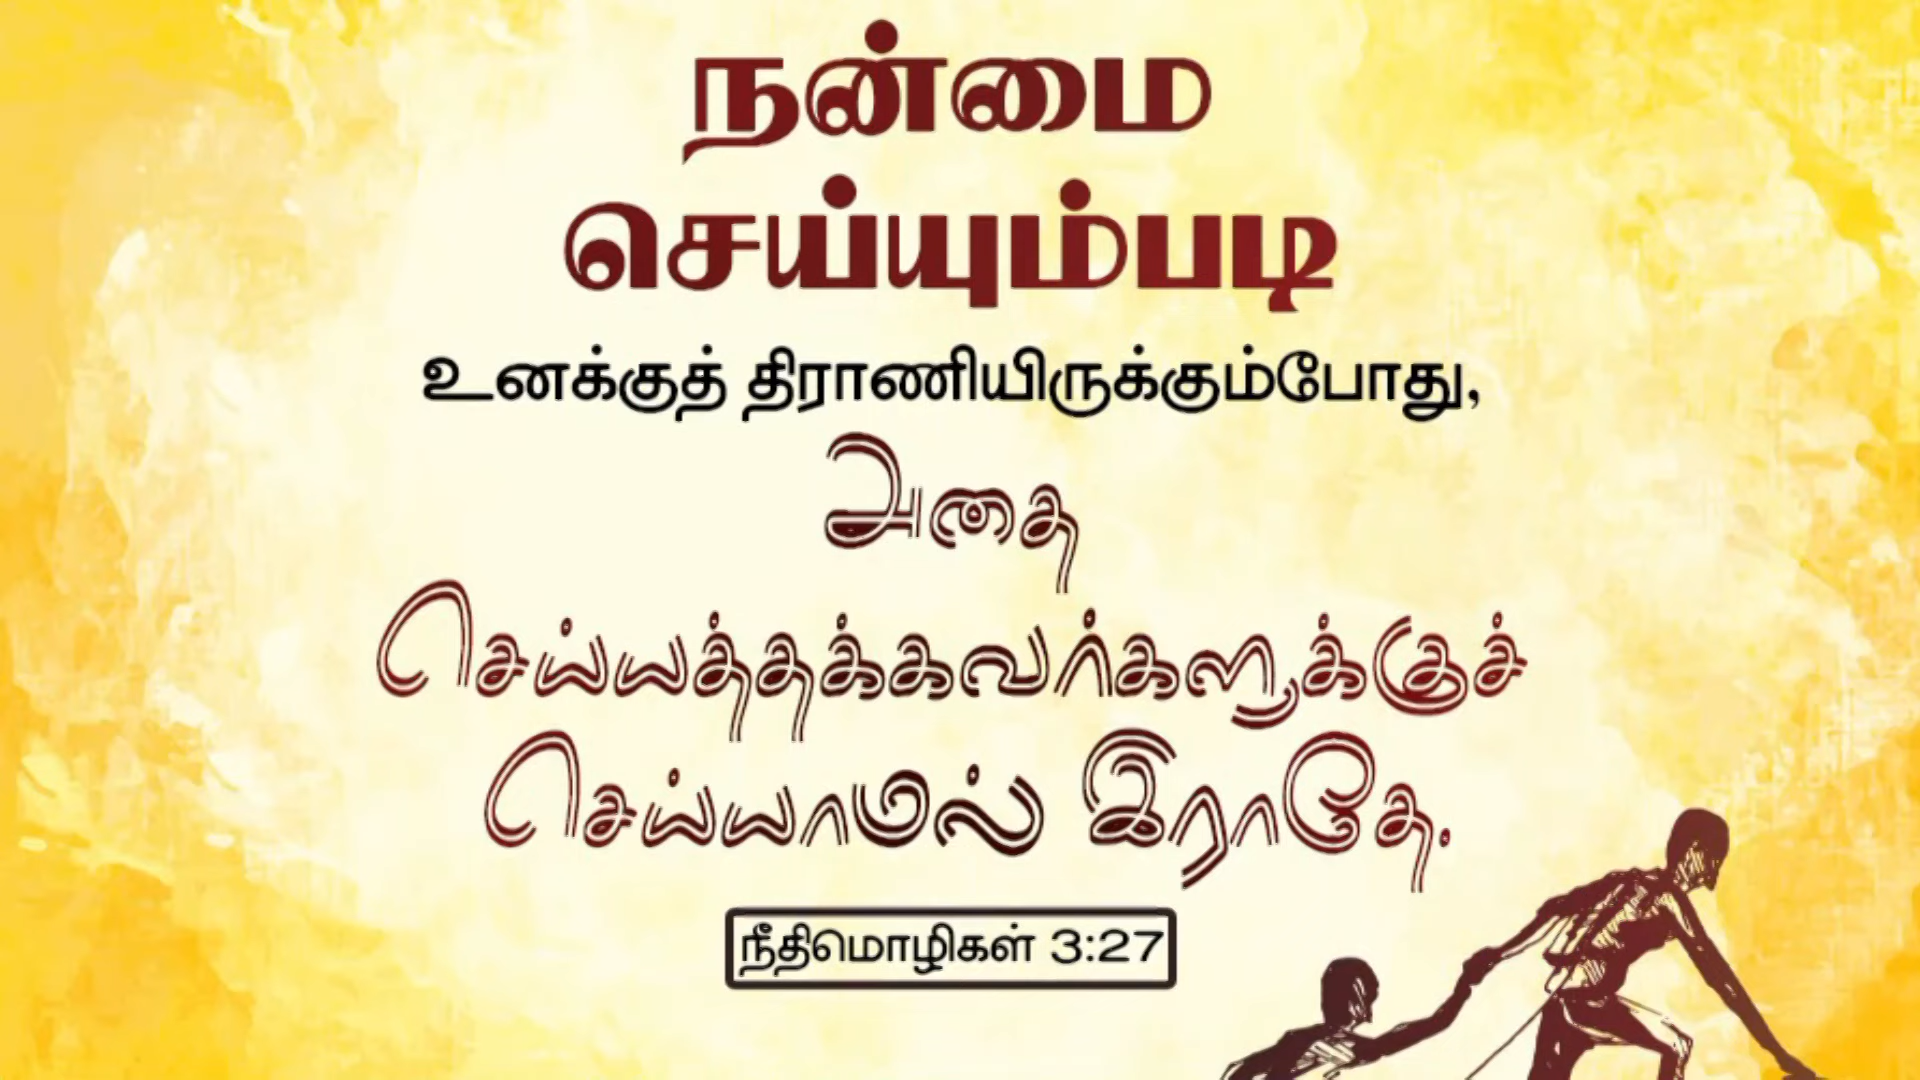 நன்மை
செய்யும்படி
உனக்குத் திராணியிருக்கும்போது,
அதை
செய்யத்தக்கவர்களுக்குச்
செய்யாமல் இராதே.
நீதிமொழிகள் 3:27